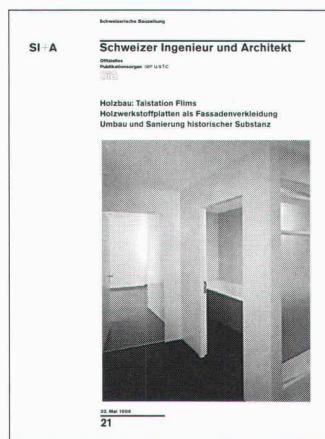 Schweizerische Bauzeitung
SI+A
Schweizer Ingenieur und Architekt
Offizielles
Publikationsorgan
Holzbau: Talstation Flims
Holzwerkstoffplatten als Fassadenverkleidung
Umbau und Sanierung historischer Substanz
22. Mai 1998
21